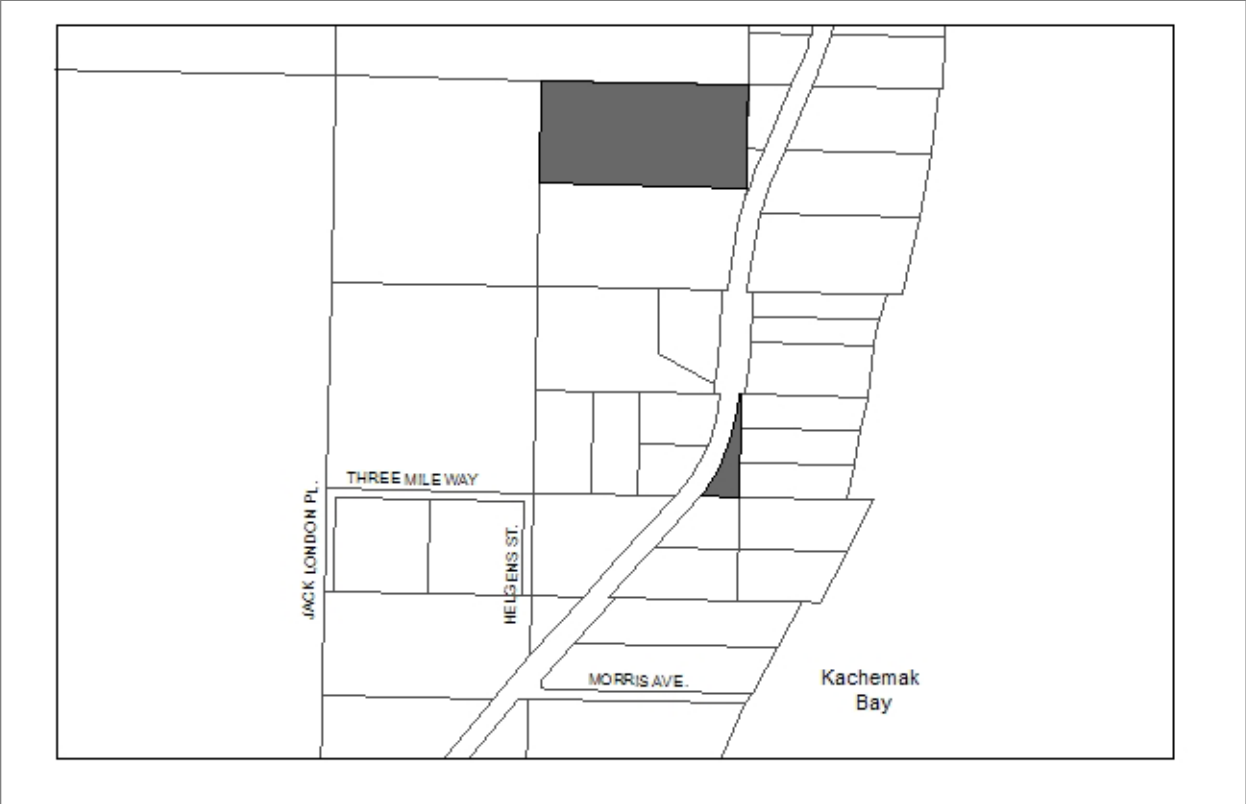 THREE MILE WAY
JACK LONDON PL.
HELGENS ST.
MORRIS AVE.
Kachemak
Bay